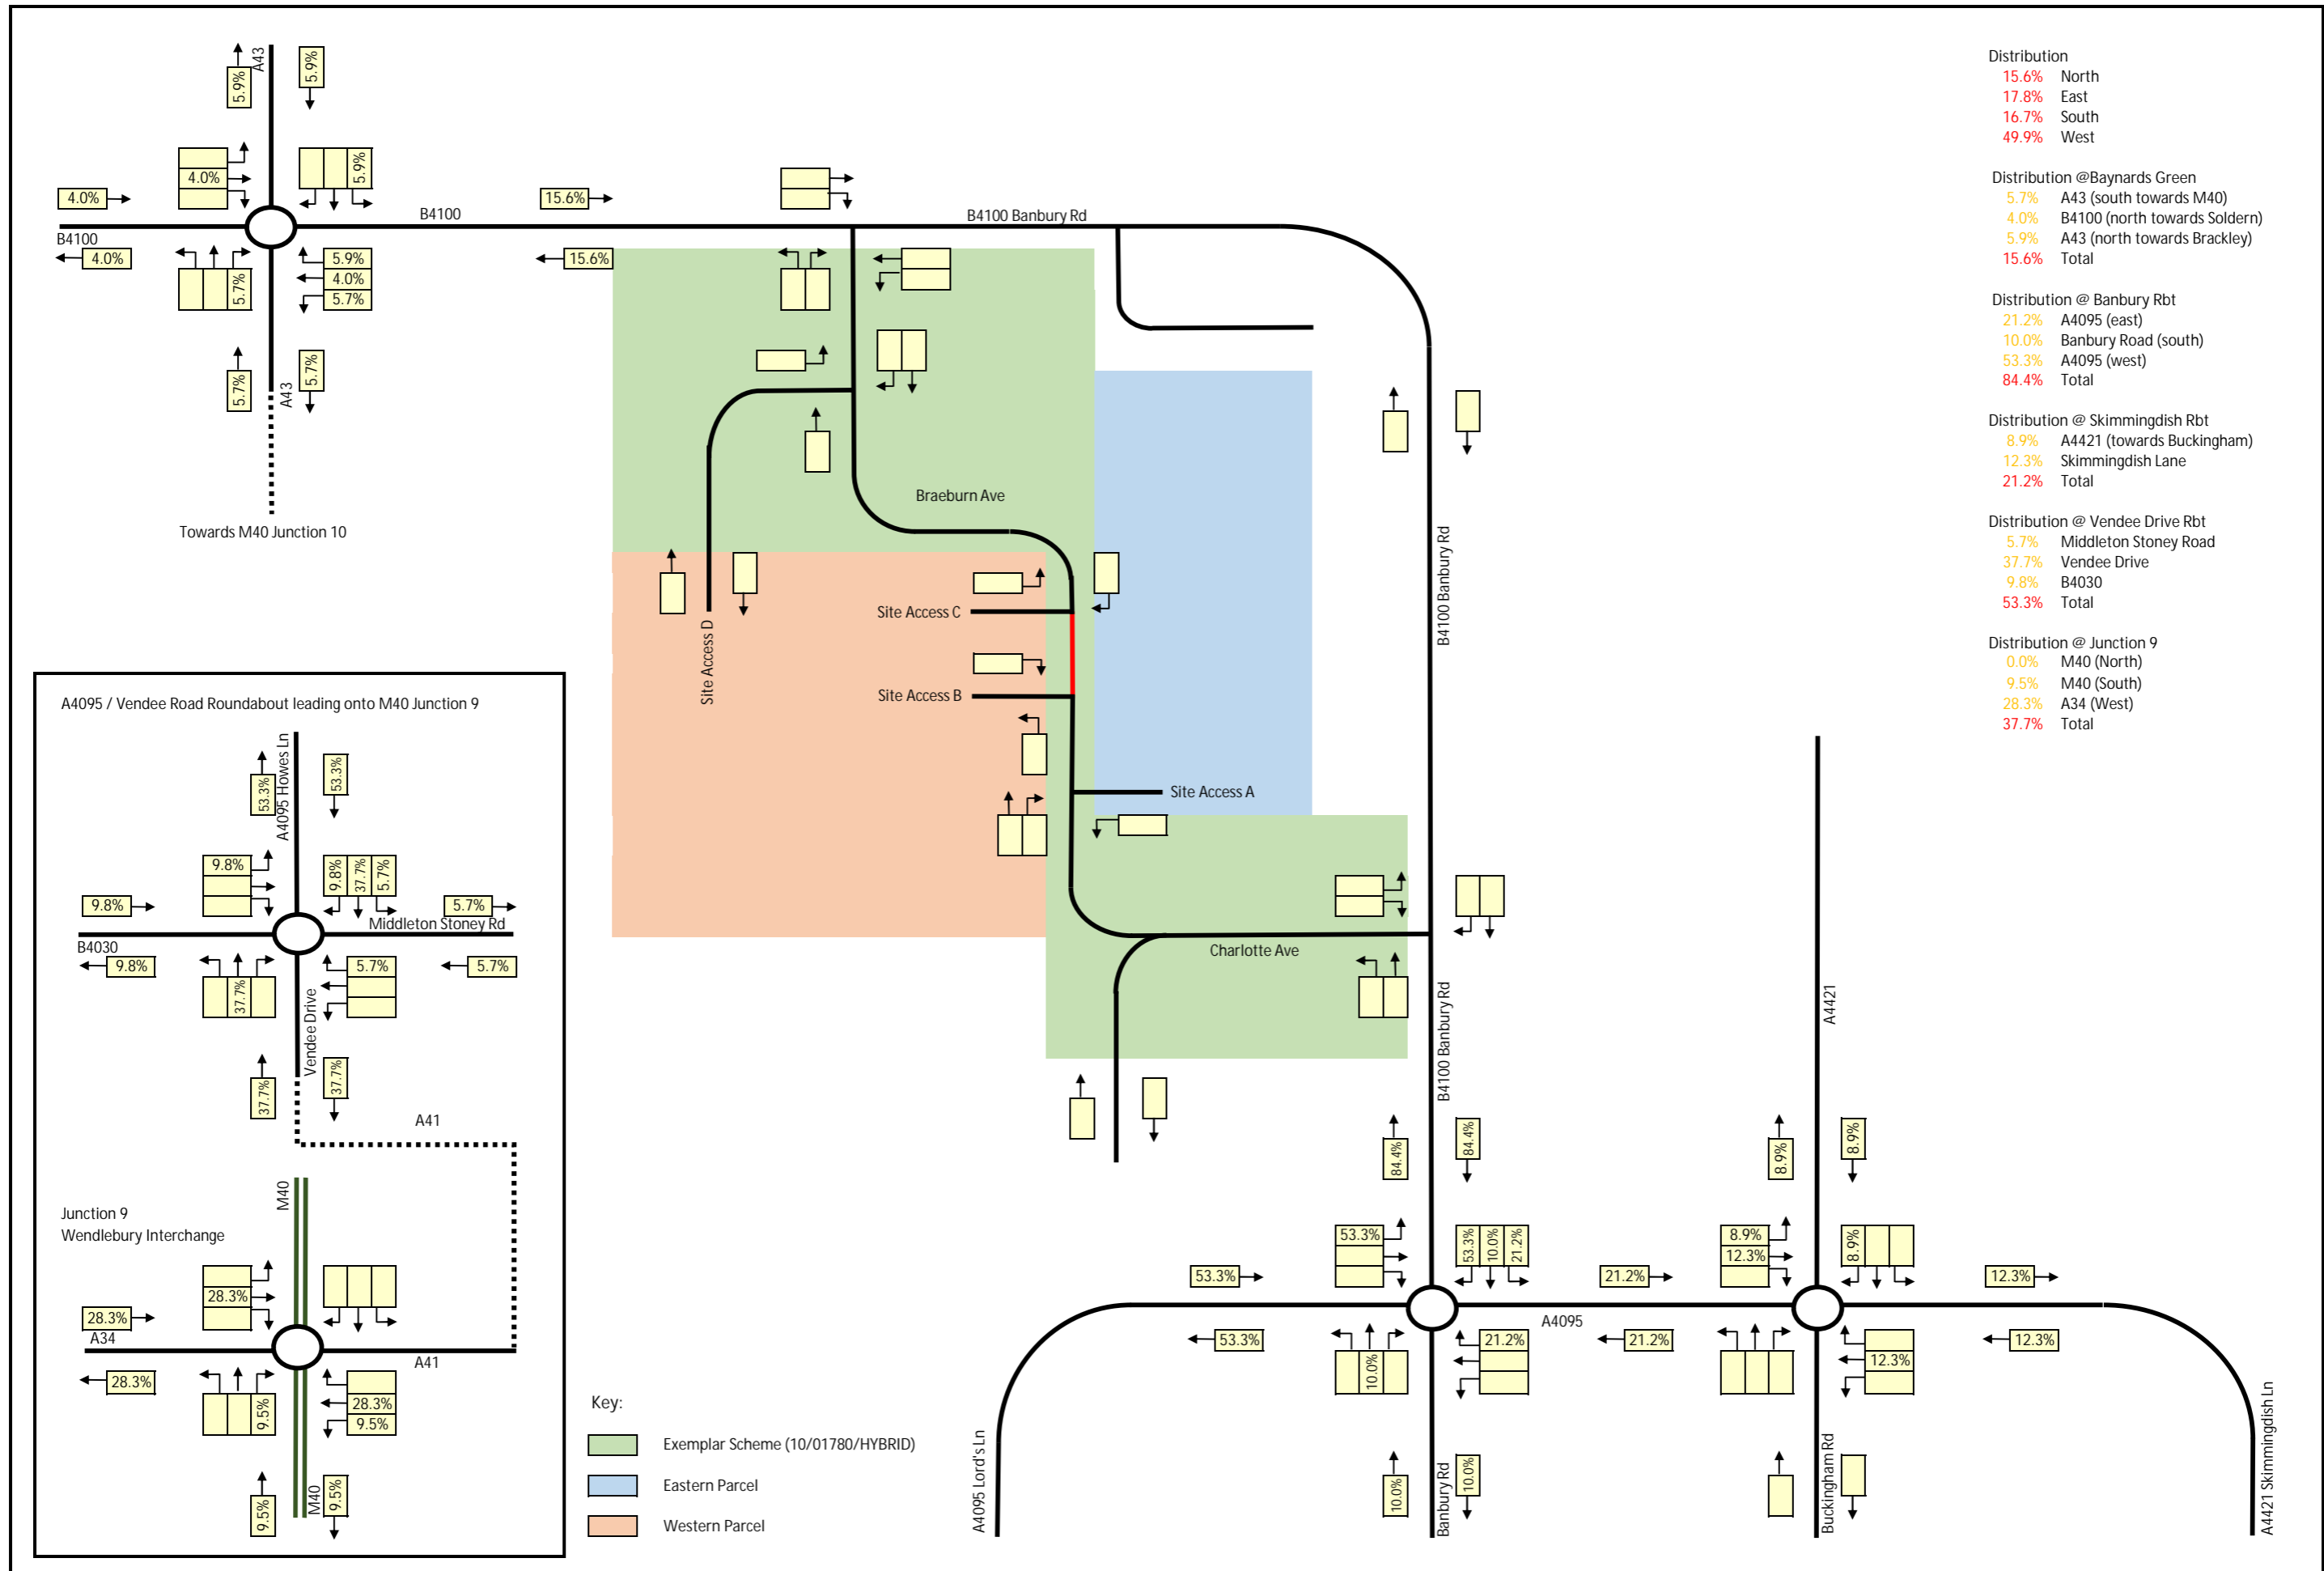 A43
5.9%
5.9%
4.0%
5.9%
4.0%
15.6%
B4100
B4100 Banbury Rd
B4100
4.0%
5.7%
5.9%
4.0%
5.7%
15.6%
5.7%
5.7%
A43
Towards M40 Junction 10
Distribution
15.6% North
17.8% East
16.7% South
49.9% West
Distribution @Baynards Green
5.7% A43 (south towards M40)
4.0% B4100 (north towards Soldern)
5.9% A43 (north towards Brackley)
15.6% Total
Distribution @ Banbury Rbt
21.2% A4095 (east)
10.0% Banbury Road (south)
53.3% A4095 (west)
84.4% Total
Distribution @ Skimmingdish Rbt
8.9% A4421 (towards Buckingham)
12.3% Skimmingdish Lane
21.2% Total
Distribution @ Vendee Drive Rbt
5.7% Middleton Stoney Road
37.7% Vendee Drive
9.8% B4030
53.3% Total
Distribution @ Junction 9
0.0% M40 (North)
9.5% M40 (South)
28.3% A34 (West)
37.7% Total
Braeburn Ave
B4100 Banbury Rd
Site Access C
Site Access D
Site Access B
Site Access A
Charlotte Ave
B4100 Banbury Rd
A4421
A4095 / Vendee Road Roundabout leading onto M40 Junction 9
A4095 Howes Ln
53.3%
53.3%
9.8%
9.8%
37.7%
5.7%
9.8%
5.7%
Middleton Stoney Rd
B4030
9.8%
37.7%
5.7%
5.7%
Vendee Drive
37.7%
37.7%
A41
M40
Junction 9
Wendlebury Interchange
28.3%
28.3%
A34
A41
28.3%
9.5%
28.3%
9.5%
9.5%
M40
9.5%
84.4%
84.4%
8.9%
8.9%
53.3%
53.3%
10.0%
21.2%
8.9%
12.3%
8.9%
53.3%
21.2%
12.3%
A4095
53.3%
10.0%
21.2%
21.2%
12.3%
12.3%
A4095 Lord's Ln
10.0%
Banbury Rd
10.0%
Buckingham Rd
A4421 Skimmingdish Ln
Key:
Exemplar Scheme (10/01780/HYBRID)
Eastern Parcel
Western Parcel